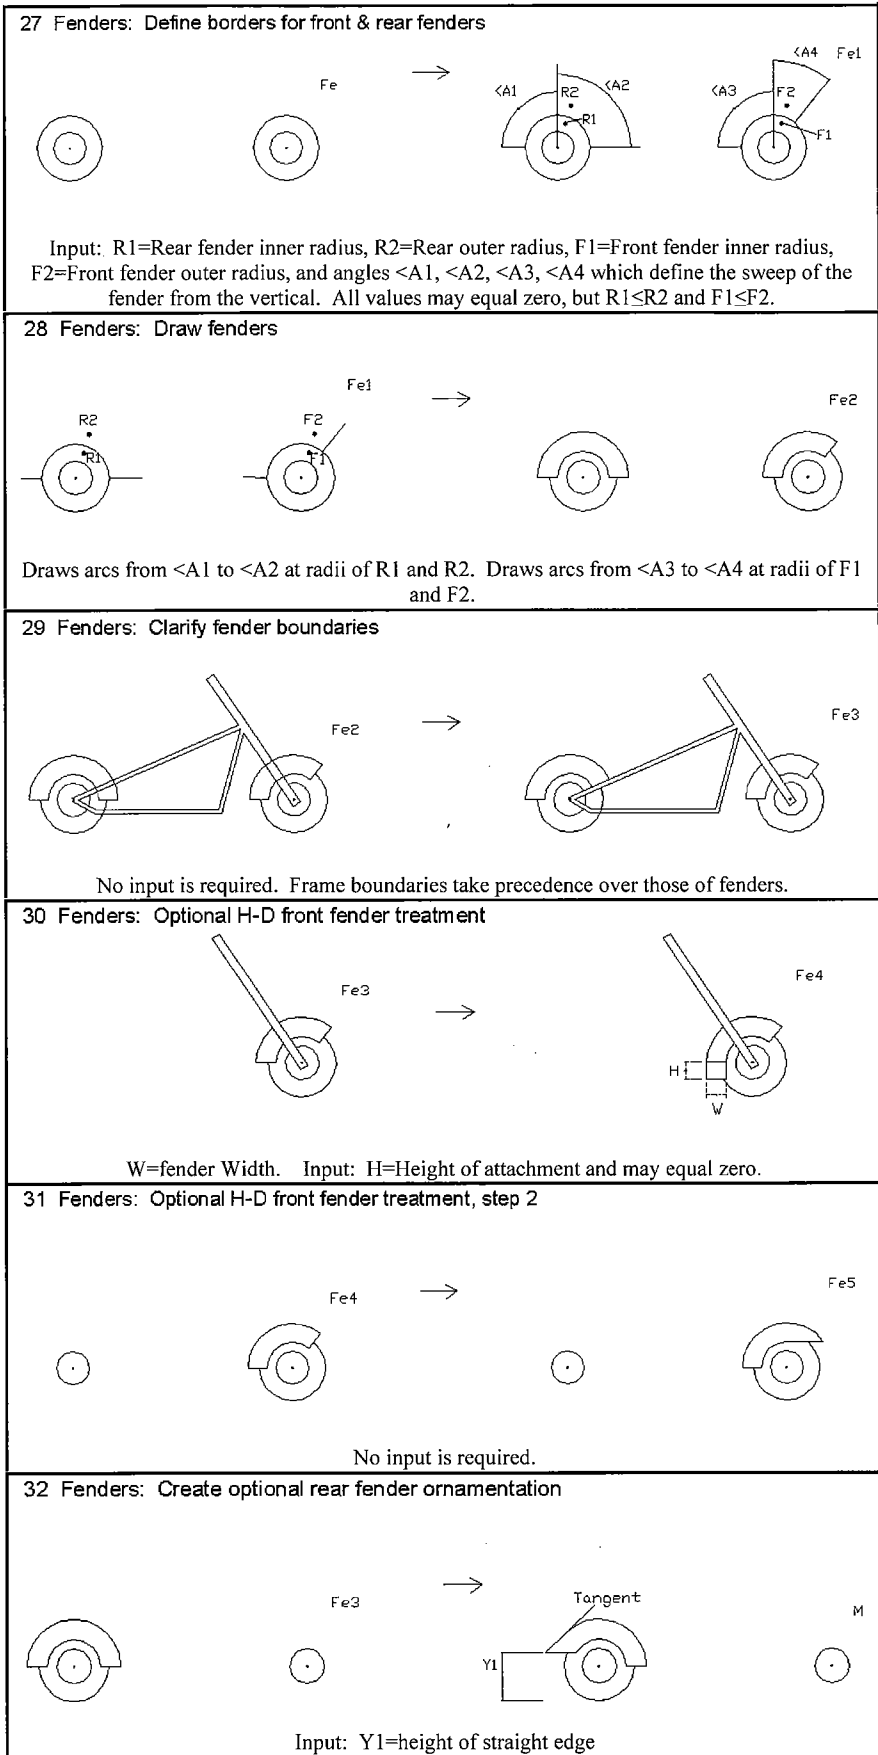 27 Fenders: Define borders for front & rear fenders
Fe
<A1
R2
<A2
R1
<A3
F2
<A4
Fe1
F1
Input: R1=Rear fender inner radius, R2=Rear outer radius, F1=Front fender inner radius,
F2=Front fender outer radius, and angles <A1, <A2, <A3, <A4 which define the sweep of the
fender from the vertical. All values may equal zero, but R1≤R2 and F1≤F2.
28 Fenders: Draw fenders
R2
R1
F2
F1
Fe1
Fe2
Draws arcs from <A1 to <A2 at radii of R1 and R2. Draws arcs from <A3 to <A4 at radii of F1
and F2.
29 Fenders: Clarify fender boundaries
Fe2
Fe3
No input is required. Frame boundaries take precedence over those of fenders.
30 Fenders: Optional H-D front fender treatment
Fe3
Fe4
H
W
W=fender Width. Input: H=Height of attachment and may equal zero.
31 Fenders: Optional H-D front fender treatment, step 2
Fe4
Fe5
No input is required.
32 Fenders: Create optional rear fender ornamentation
Fe3
Tangent
M
Y1
Input: Y1=height of straight edge